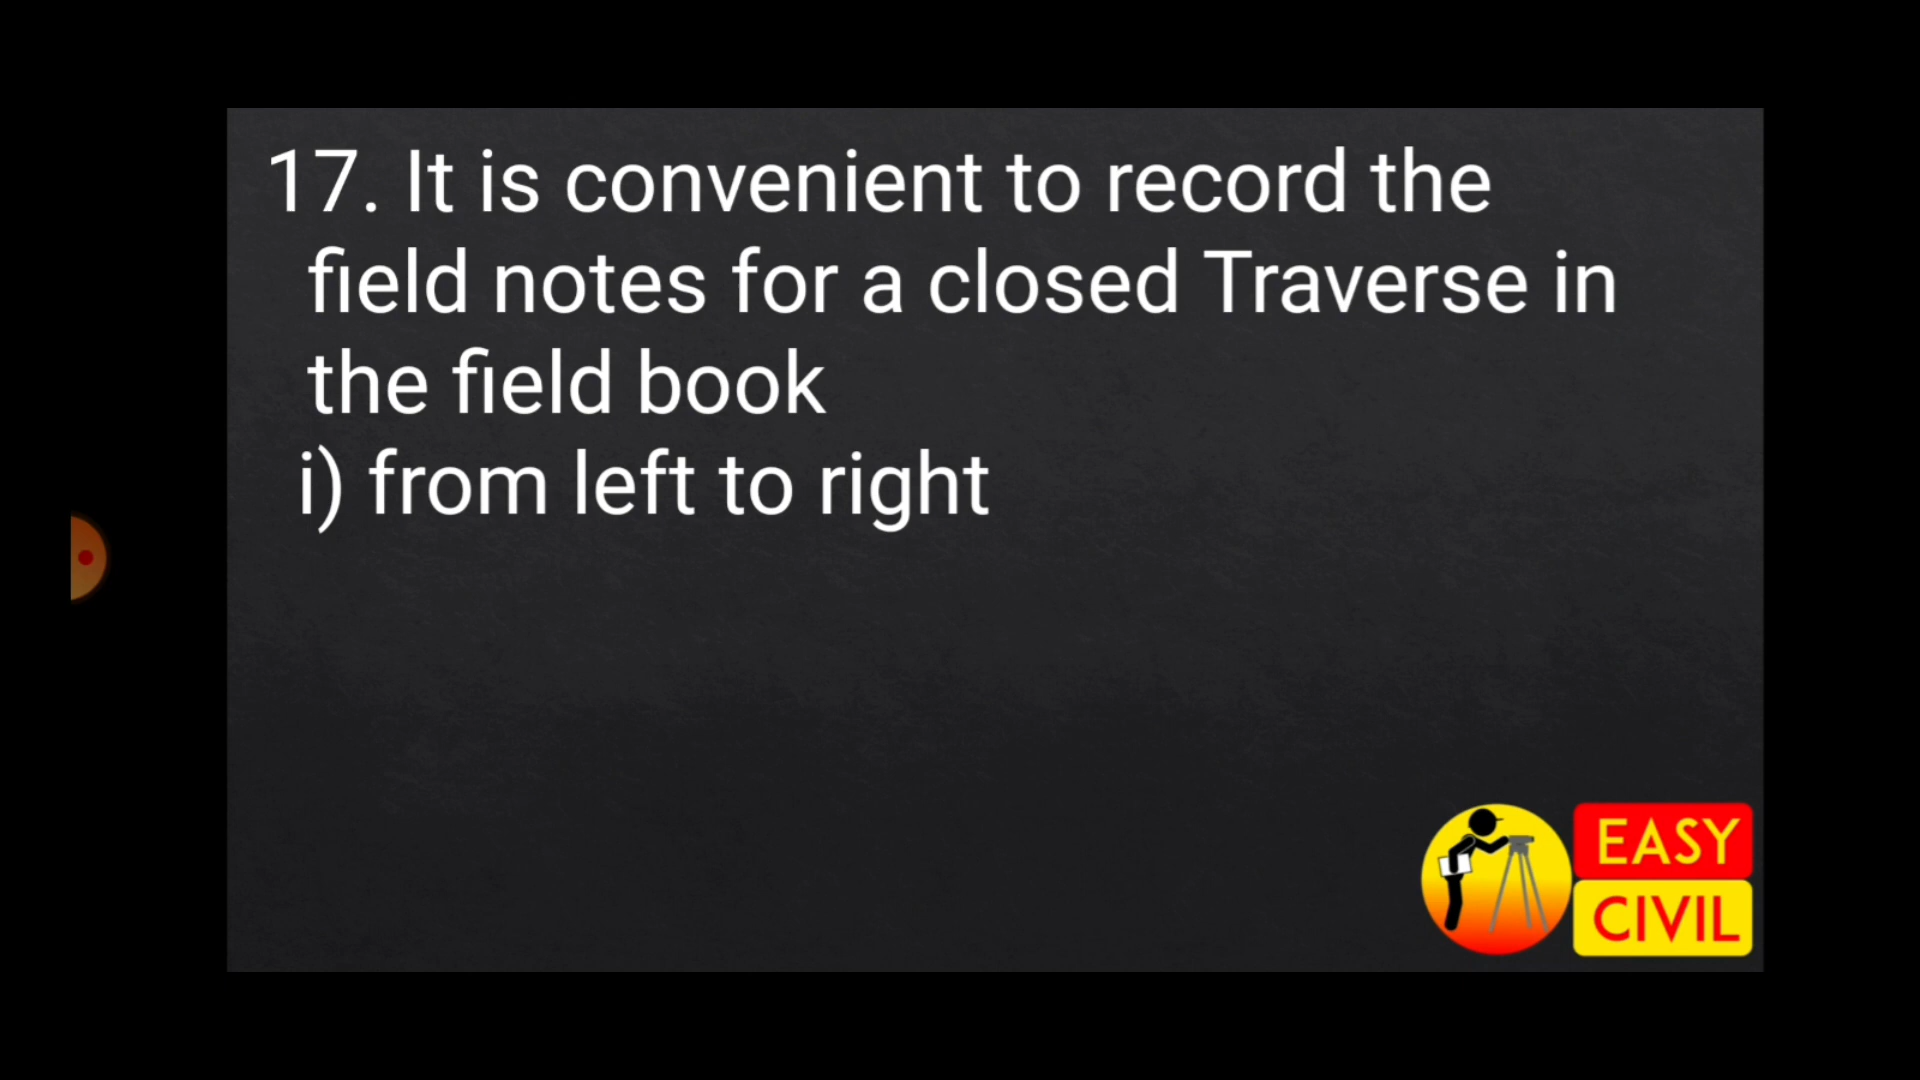 17. It is convenient to record the
field notes for a closed Traverse in
the field book
i) from left to right
EASY
CIVIL